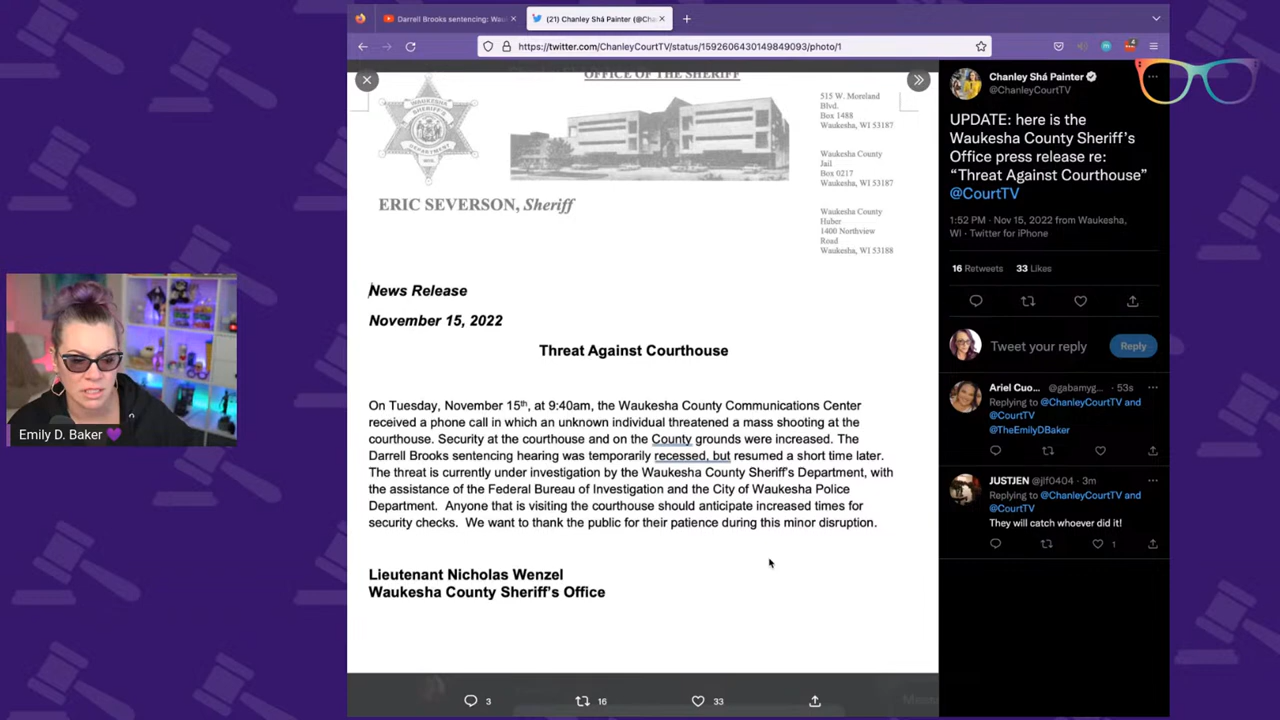 Darrell Brooks sentencing: Wau
(21) Chanley Shá Painter (@Cha
https://twitter.com/ChanleyCourtTV/status/1592606430149849093/photo/1
OFFICE OF THE SHERIFF
515 W. Moreland
Blvd.
Box 1488
Waukesha, WI 53187
Waukesha County
Jail
Box 0217
Waukesha, WI 53187
Waukesha County
Huber
1400 Northview
Road
Waukesha, WI 53188
ERIC SEVERSON, Sheriff
News Release
November 15, 2022
Threat Against Courthouse
On Tuesday, November 15th, at 9:40am, the Waukesha County Communications Center
received a phone call in which an unknown individual threatened a mass shooting at the
courthouse. Security at the courthouse and on the County grounds were increased. The
Darrell Brooks sentencing hearing was temporarily recessed, but resumed a short time later.
The threat is currently under investigation by the Waukesha County Sheriff's Department, with
the assistance of the Federal Bureau of Investigation and the City of Waukesha Police
Department. Anyone that is visiting the courthouse should anticipate increased times for
security checks. We want to thank the public for their patience during this minor disruption.
Lieutenant Nicholas Wenzel
Waukesha County Sheriff's Office
3 16 33
Chanley Shá Painter
@ChanleyCourtTV
UPDATE: here is the
Waukesha County Sheriff's
Office press release re:
“Threat Against Courthouse”
@CourtTV
1:52 PM · Nov 15, 2022 from Waukesha,
WI · Twitter for iPhone
16 Retweets 33 Likes
Tweet your reply Reply
Ariel Cuo... @gabamyg... · 53s
Replying to @ChanleyCourtTV and
@CourtTV
@TheEmilyDBaker
JUSTJEN @jlf0404 · 3m
Replying to @ChanleyCourtTV and
@CourtTV
They will catch whoever did it!
1
Emily D. Baker 💜